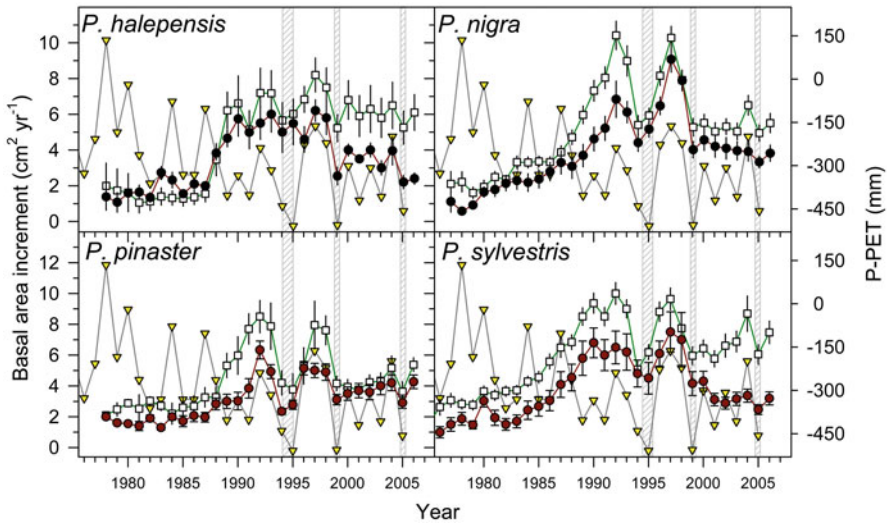 P. halepensis
P. nigra
10
8
6
4
2
0
150
0
-150
-300
-450
Basal area increment (cm² yr⁻¹)
P-PET (mm)
P. pinaster
P. sylvestris
12
10
8
6
4
2
0
150
0
-150
-300
-450
1980 1985 1990 1995 2000 2005 1980 1985 1990 1995 2000 2005
Year